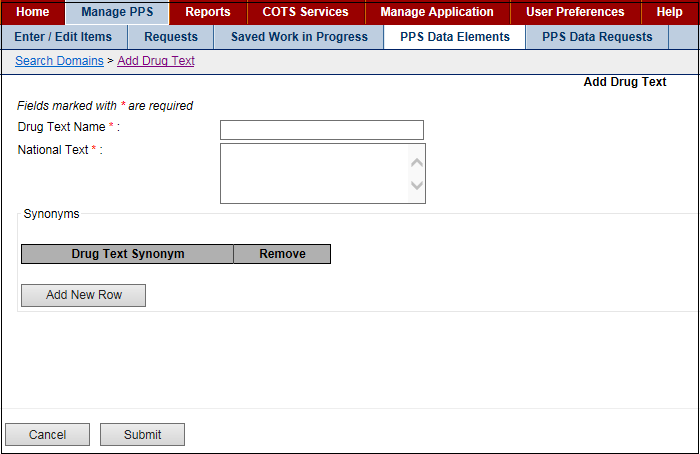 Home Manage PPS Reports COTS Services Manage Application User Preferences Help
Enter / Edit Items Requests Saved Work in Progress PPS Data Elements PPS Data Requests
Search Domains > Add Drug Text
Add Drug Text
Fields marked with * are required
Drug Text Name * :
National Text * :
Synonyms
Drug Text Synonym Remove
Add New Row
Cancel Submit